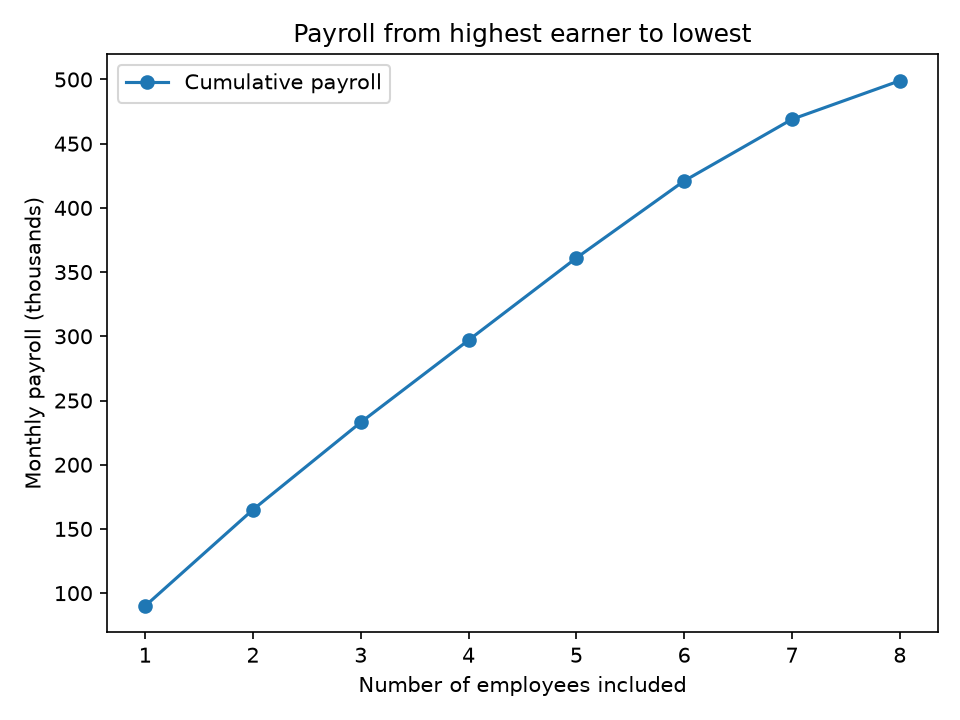 Payroll from highest earner to lowest
Cumulative payroll
Monthly payroll (thousands)
500
450
400
350
300
250
200
150
100
1 2 3 4 5 6 7 8
Number of employees included